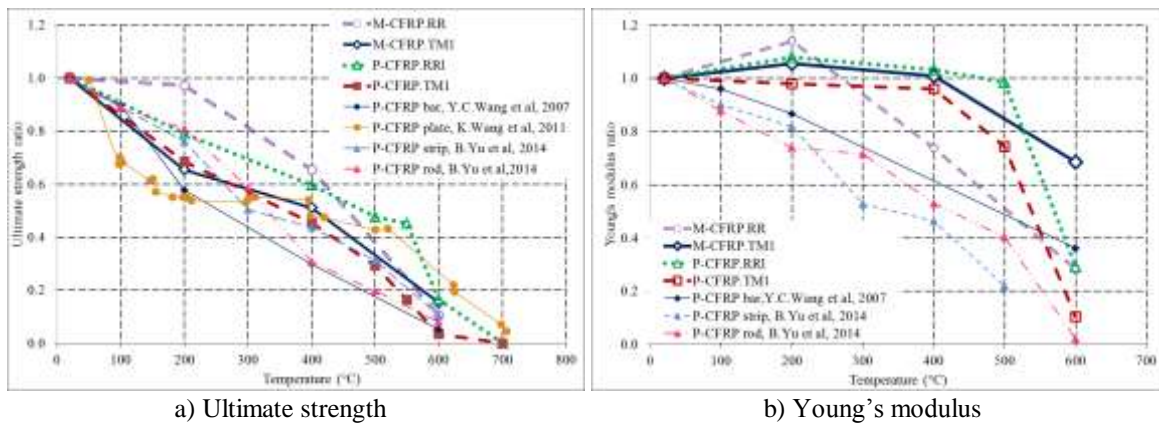 1.2
1.0
0.8
0.6
0.4
0.2
0.0
0 100 200 300 400 500 600 700 800
Ultimate strength ratio
Temperature (°C)
M-CFRP.RR
M-CFRP.TM1
P-CFRP.RRI
P-CFRP.TM1
P-CFRP bar, Y.C.Wang et al, 2007
P-CFRP plate, K.Wang et al, 2011
P-CFRP strip, B.Yu et al, 2014
P-CFRP rod, B.Yu et al,2014
a) Ultimate strength
1.2
1.0
0.8
0.6
0.4
0.2
0.0
0 100 200 300 400 500 600 700
Young's modulus ratio
Temperature (°C)
M-CFRP.RR
M-CFRP.TM1
P-CFRP.RRI
P-CFRP.TM1
P-CFRP bar,Y.C.Wang et al, 2007
P-CFRP strip, B.Yu et al, 2014
P-CFRP rod, B.Yu et al, 2014
b) Young’s modulus